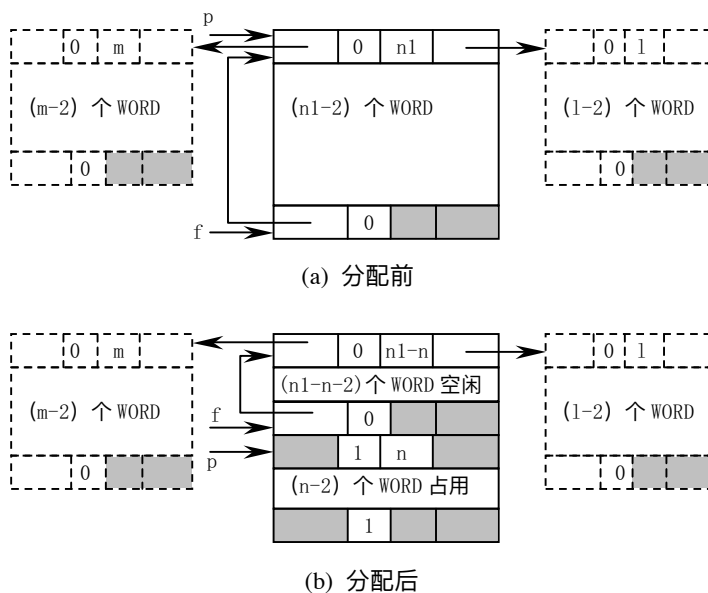 p
0 m 0 n1 0 l
(m-2) 个 WORD (n1-2) 个 WORD (l-2) 个 WORD
0 0
0
f
(a) 分配前
0 m 0 n1-n 0 l
(n1-n-2)个 WORD 空闲
(m-2) 个 WORD (l-2) 个 WORD
f 0
p 1 n
0 (n-2) 个 WORD 占用 0
1
(b) 分配后